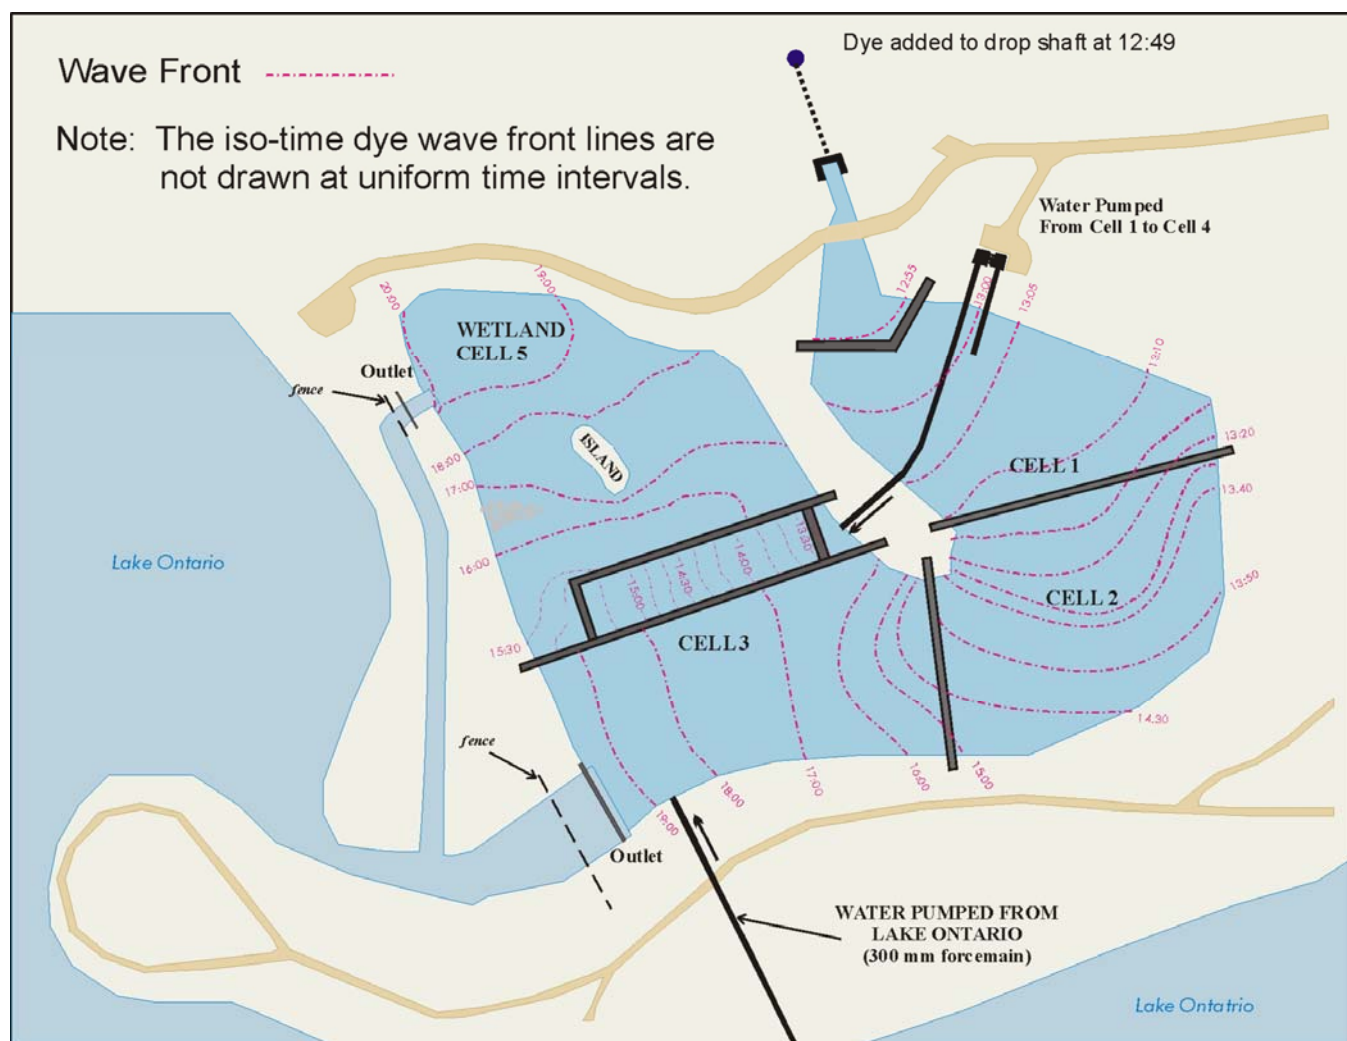 Dye added to drop shaft at 12:49
Wave Front
Note: The iso-time dye wave front lines are
not drawn at uniform time intervals.
Water Pumped
From Cell 1 to Cell 4
12:55
13:00
13:05
13:10
13:20
13:40
13:50
14:30
15:00
16:00
17:00
18:00
19:00
20:00
19:00
WETLAND
CELL 5
Outlet
fence
18:00
17:00
16:00
15:30
ISLAND
13:30
14:00
14:30
15:00
CELL 1
CELL 2
CELL 3
Lake Ontario
fence
Outlet
WATER PUMPED FROM
LAKE ONTARIO
(300 mm forcemain)
Lake Ontatrio